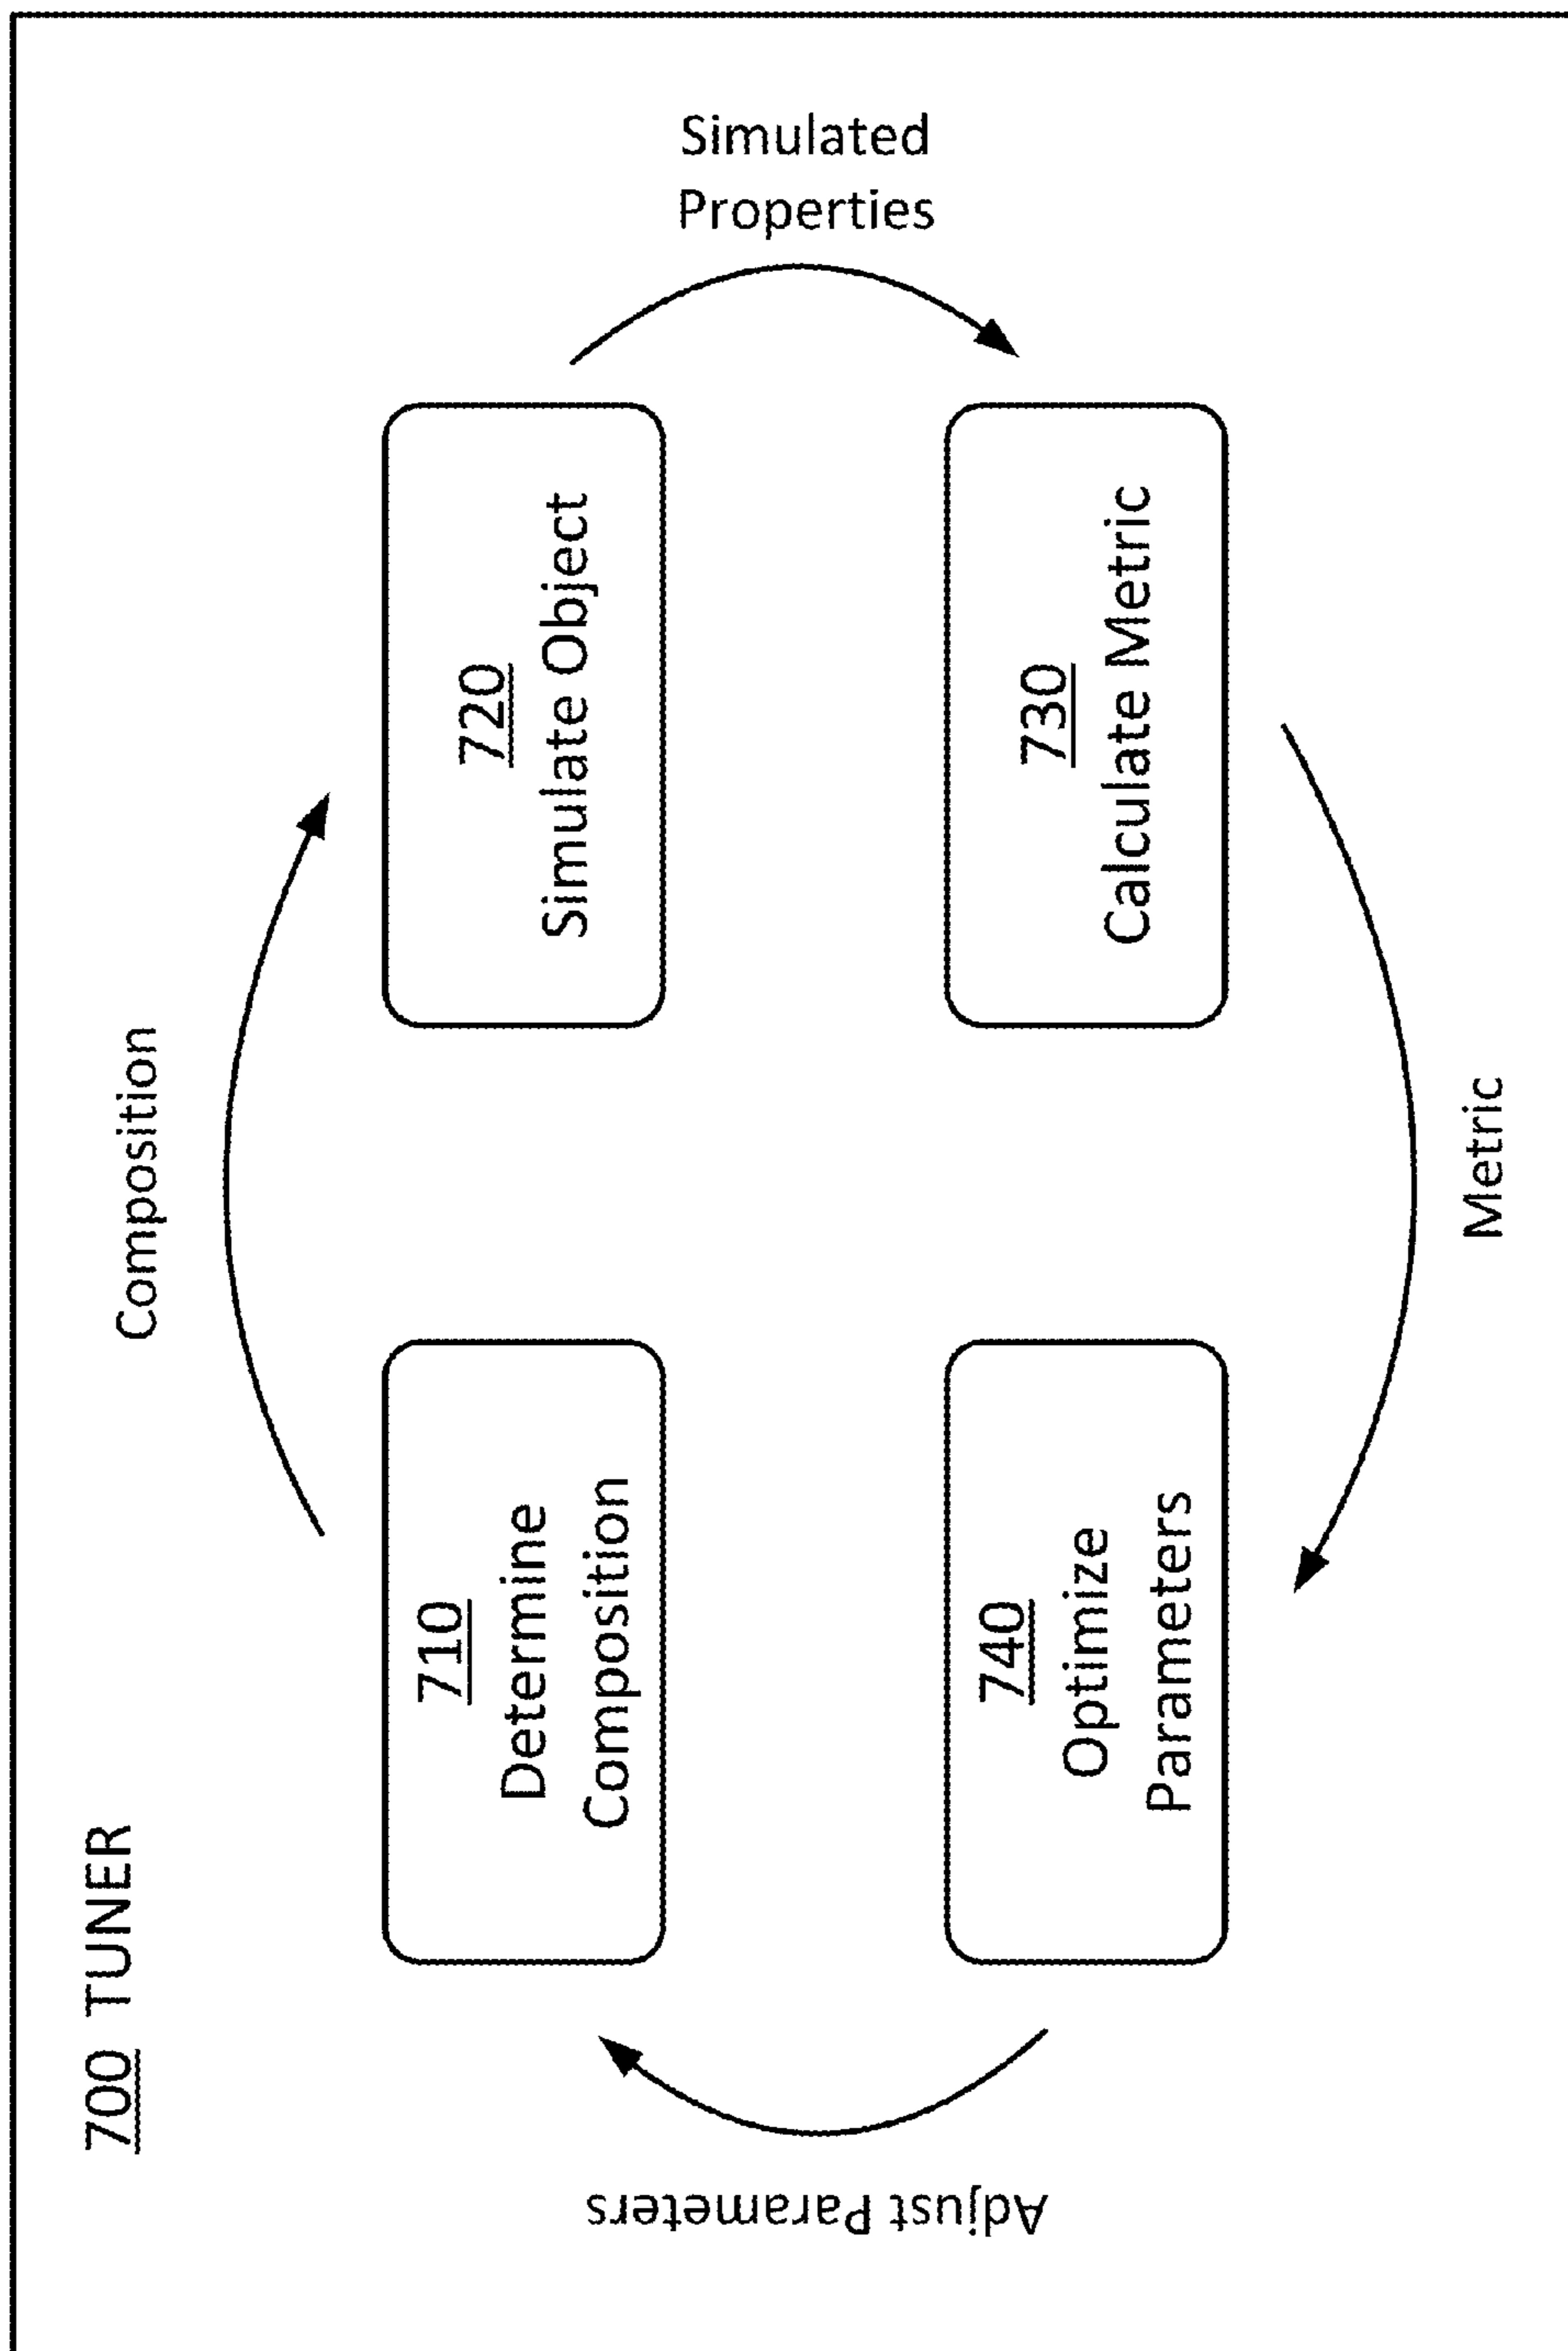 700 TUNER
Composition
710
Determine
Composition
720
Simulate Object
Simulated
Properties
730
Calculate Metric
Metric
740
Optimize
Parameters
Adjust Parameters